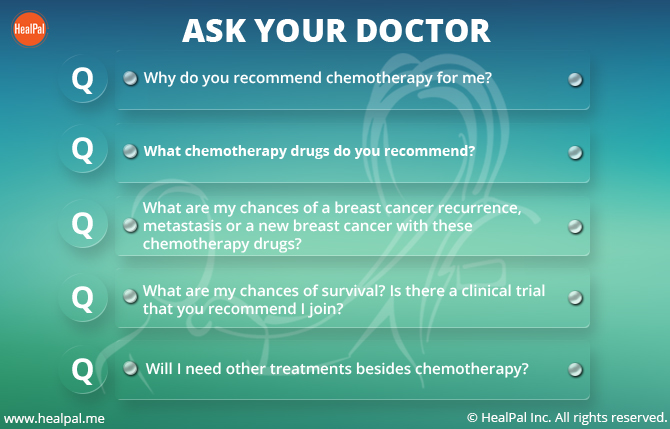 HealPal
ASK YOUR DOCTOR
Q Why do you recommend chemotherapy for me?
Q What chemotherapy drugs do you recommend?
Q What are my chances of a breast cancer recurrence,
metastasis or a new breast cancer with these
chemotherapy drugs?
Q What are my chances of survival? Is there a clinical trial
that you recommend I join?
Q Will I need other treatments besides chemotherapy?
www.healpal.me
© HealPal Inc. All rights reserved.